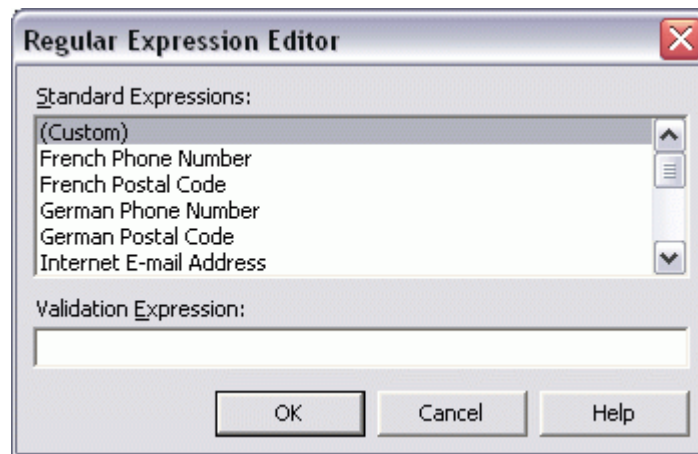 Regular Expression Editor
Standard Expressions:
(Custom)
French Phone Number
French Postal Code
German Phone Number
German Postal Code
Internet E-mail Address
Validation Expression:
OK Cancel Help